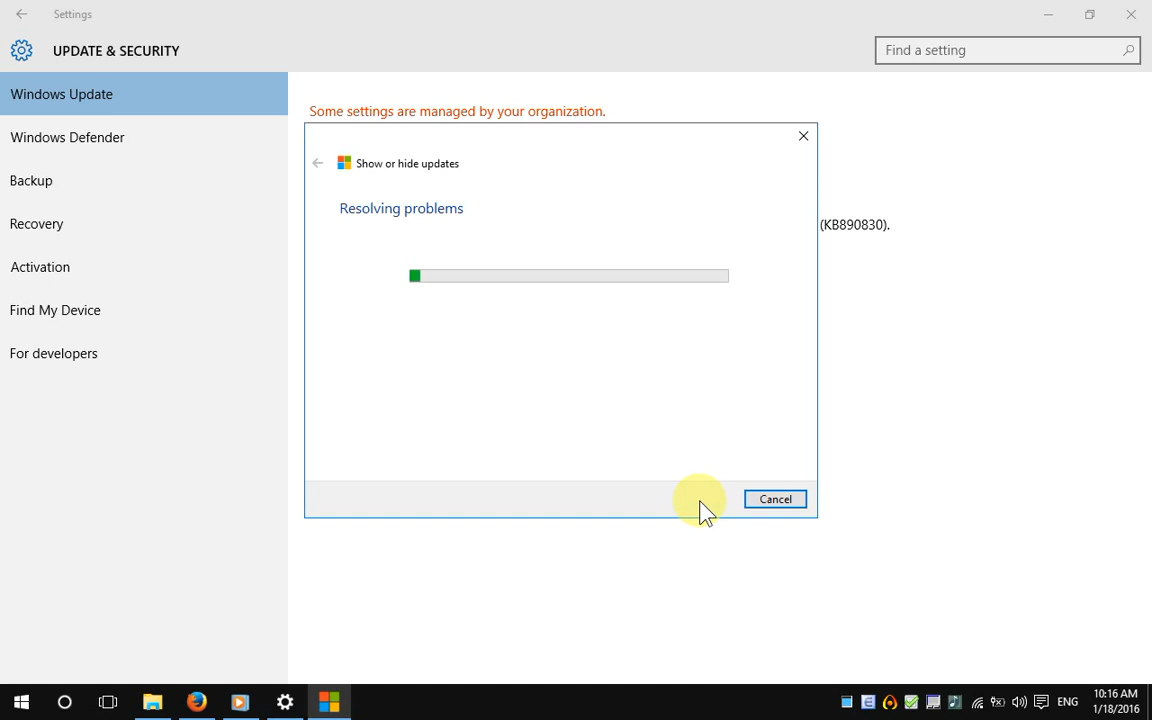 Settings
UPDATE & SECURITY
Find a setting
Windows Update
Windows Defender
Backup
Recovery
Activation
Find My Device
For developers
Some settings are managed by your organization.
Show or hide updates
Resolving problems
(KB890830).
Cancel
ENG
10:16 AM
1/18/2016